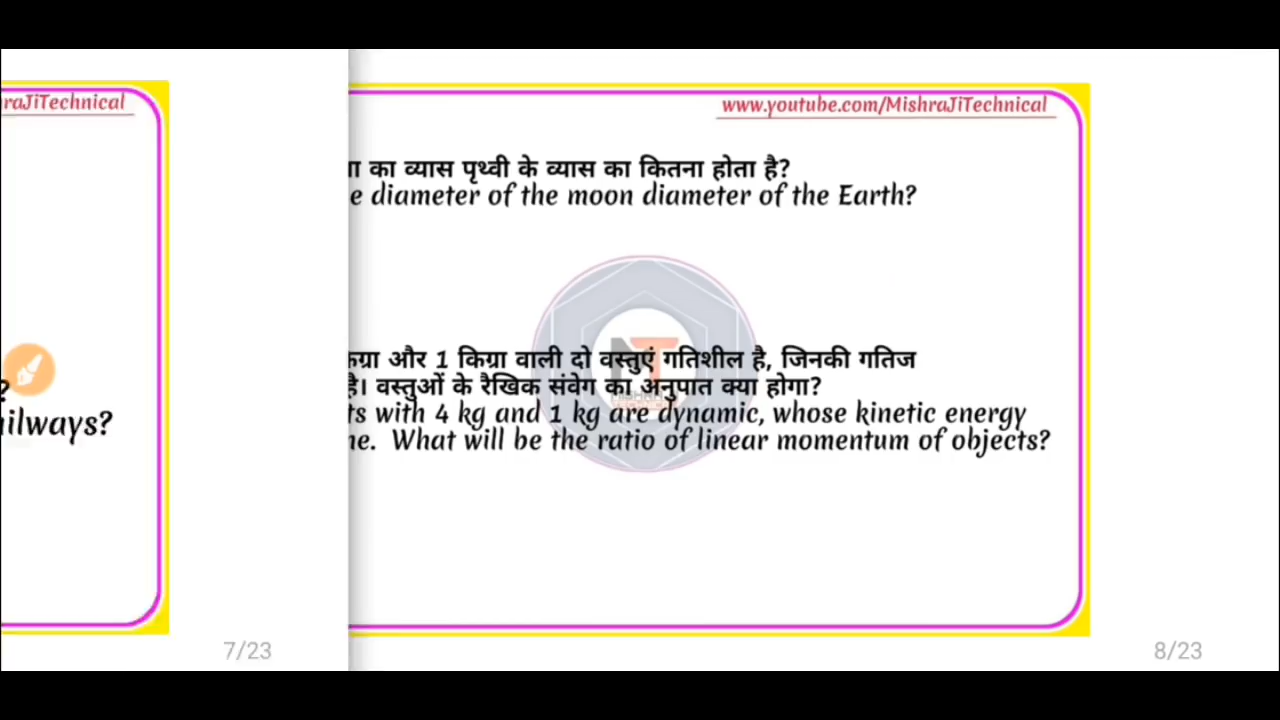 raJiTechnical
ilways?
7/23
www.youtube.com/MishraJiTechnical
का व्यास पृथ्वी के व्यास का कितना होता है?
e diameter of the moon diameter of the Earth?
और 1 किग्रा वाली दो वस्तुएं गतिशील है, जिनकी गतिज
है। वस्तुओं के रैखिक संवेग का अनुपात क्या होगा?
ts with 4 kg and 1 kg are dynamic, whose kinetic energy
ne. What will be the ratio of linear momentum of objects?
8/23